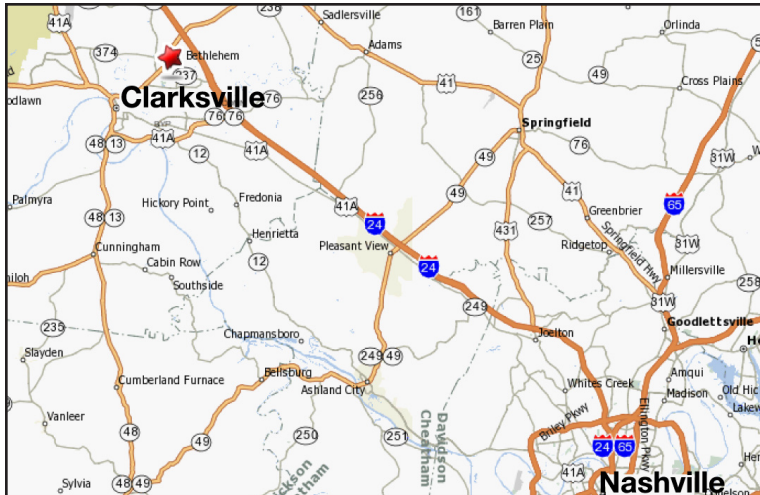 41A
236
Sadlersville
161
Barren Plain
Orlinda
374
Bethlehem
Adams
25
49
237
41
Cross Plains
Clarksville
76
256
76
76
Springfield
48
13
41A
41A
12
49
76
31W
Palmyra
Hickory Point
Fredonia
49
41
65
48
13
41A
24
257
Greenbrier
Henrietta
Pleasant View
431
Ridgetop
Springfield Hwy
31W
Cunningham
12
24
Millersville
Cabin Row
Southside
258
249
31W
235
Chapmansboro
Joelton
Goodlettsville
Slayden
249
49
Bellsburg
Amqui
Cumberland Furnace
Ashland City
Whites Creek
Madison
Old Hic
Lakew
Vanleer
Briley Pkwy
Ellington Pkwy
48
49
250
251
Davidson
Cheatham
24
65
41A
Sylvia
48
49
Nashville